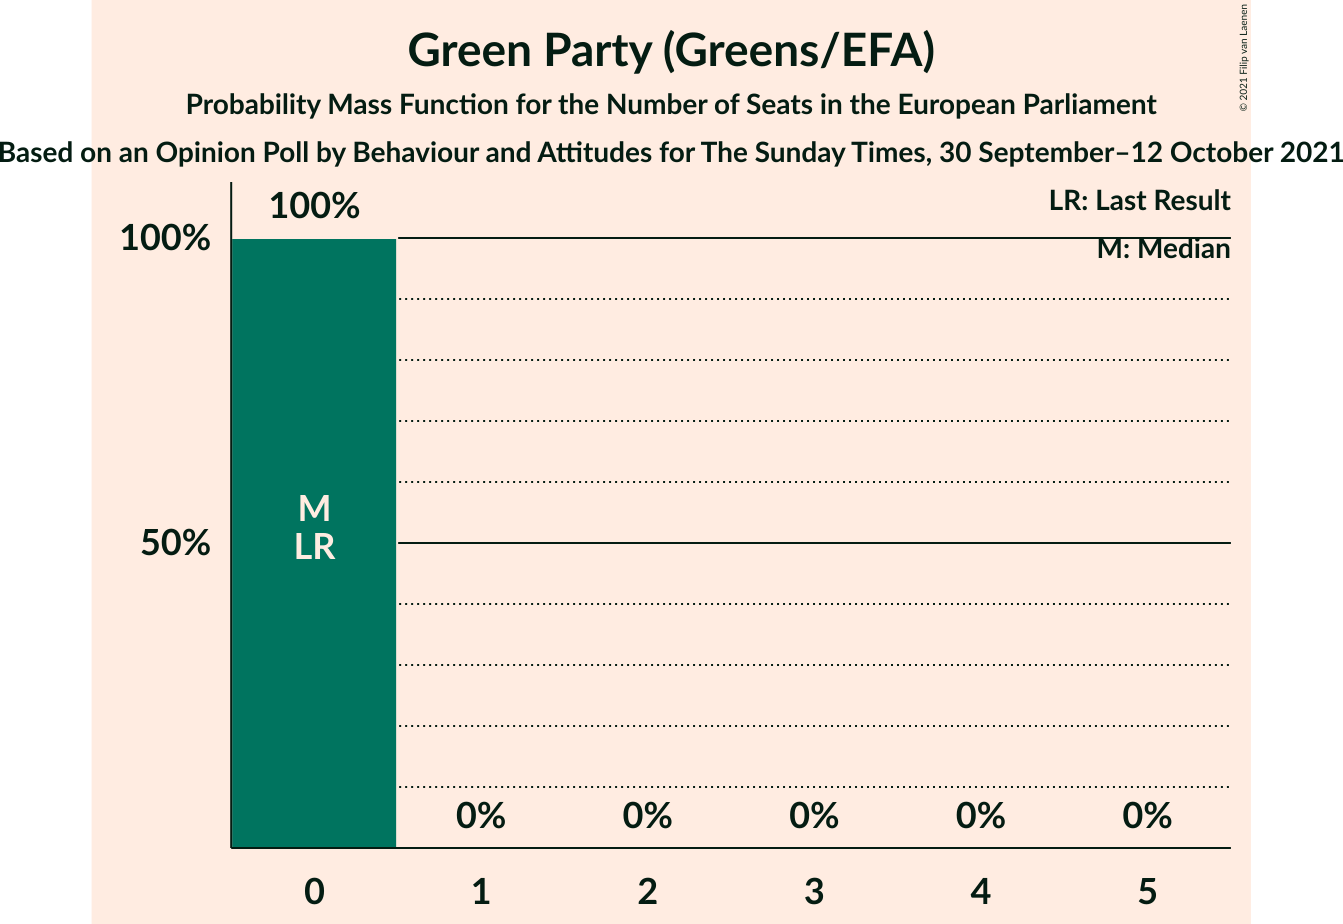 Green Party (Greens/EFA)
Probability Mass Function for the Number of Seats in the European Parliament
Based on an Opinion Poll by Behaviour and Attitudes for The Sunday Times, 30 September–12 October 2021
© 2021 Filip van Laenen
LR: Last Result
M: Median
100%
100%
50%
M
LR
0% 0% 0% 0% 0%
0 1 2 3 4 5